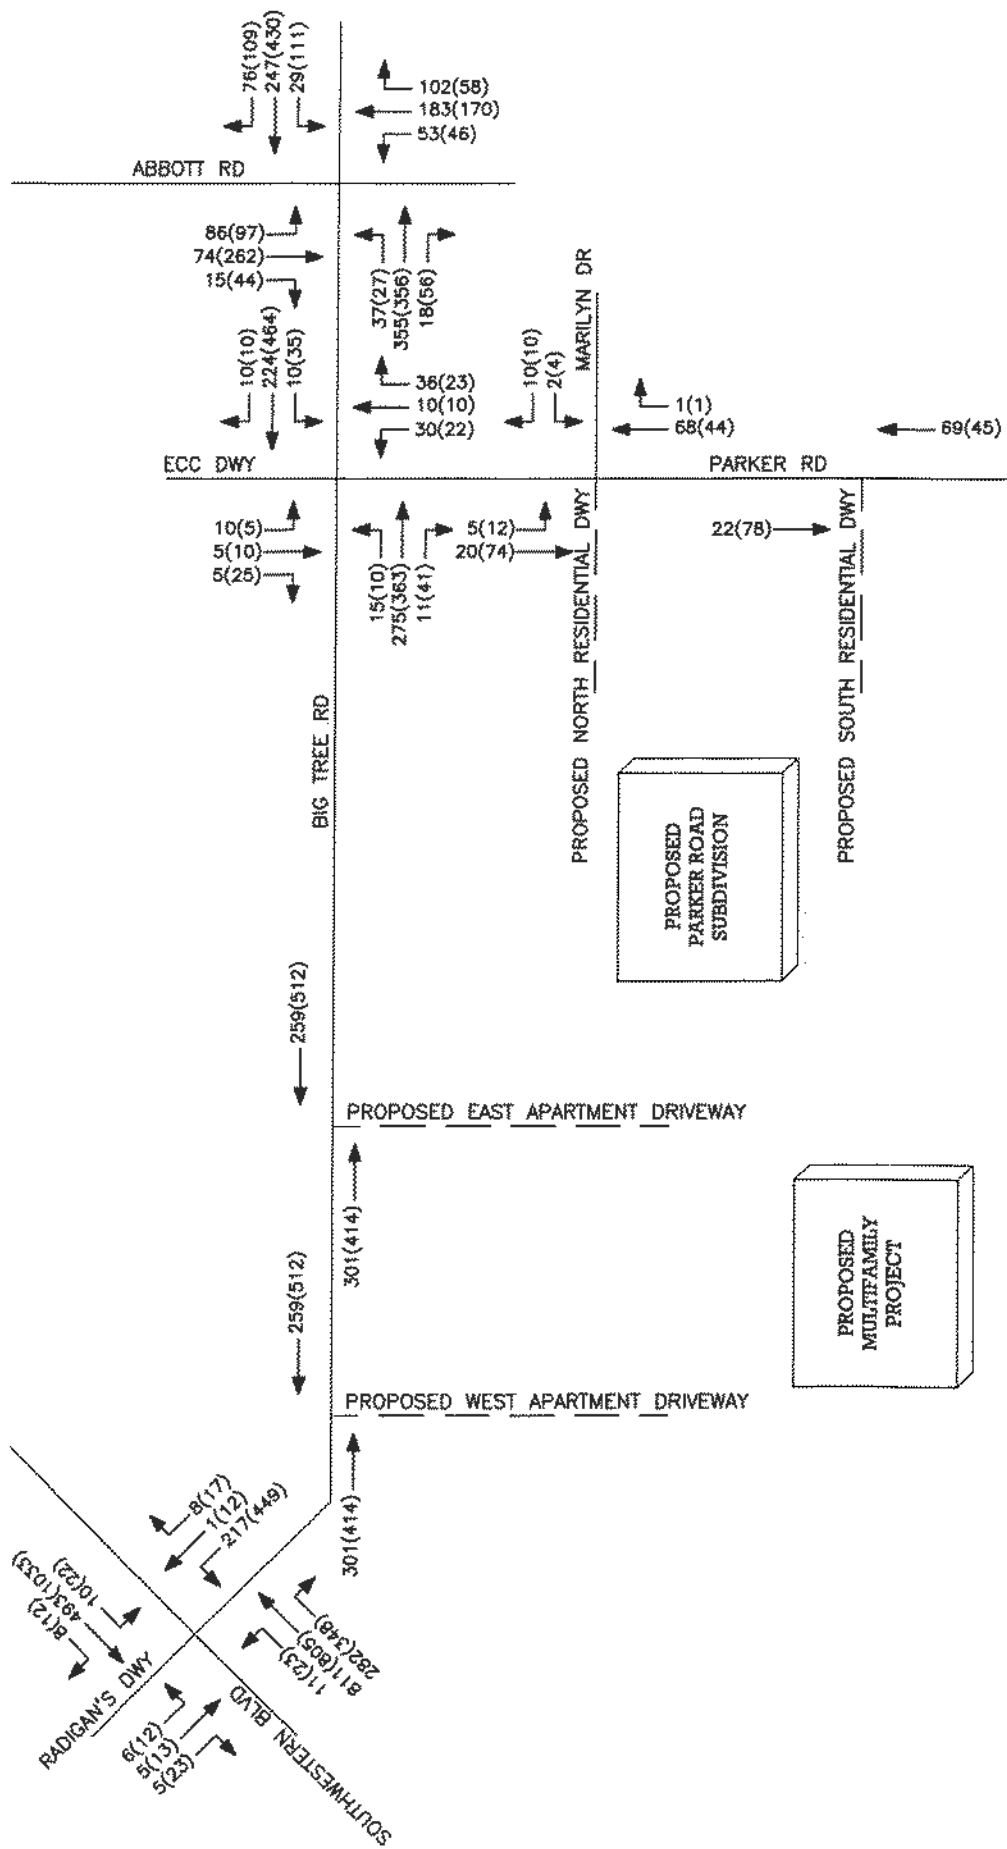 76(109)
247(430)
29(111)
102(58)
183(170)
53(46)
ABBOTT RD
86(97)
74(262)
15(44)
37(27)
355(356)
18(56)
MARILYN DR
10(10)
224(464)
10(35)
36(23)
10(10)
30(22)
10(10)
2(4)
1(1)
68(44)
69(45)
ECC DWY
PARKER RD
10(5)
5(10)
5(25)
15(10)
275(363)
11(41)
5(12)
20(74)
22(78)
PROPOSED NORTH RESIDENTIAL DWY
PROPOSED SOUTH RESIDENTIAL DWY
BIG TREE RD
PROPOSED
PARKER ROAD
SUBDIVISION
259(512)
PROPOSED EAST APARTMENT DRIVEWAY
301(414)
PROPOSED
MULTIFAMILY
PROJECT
259(512)
PROPOSED WEST APARTMENT DRIVEWAY
301(414)
8(17)
1(12)
217(449)
10(22)
493(1033)
8(12)
11(23)
811(805)
282(348)
RADIGAN'S DWY
6(12)
5(13)
5(23)
SOUTHWESTERN BLVD